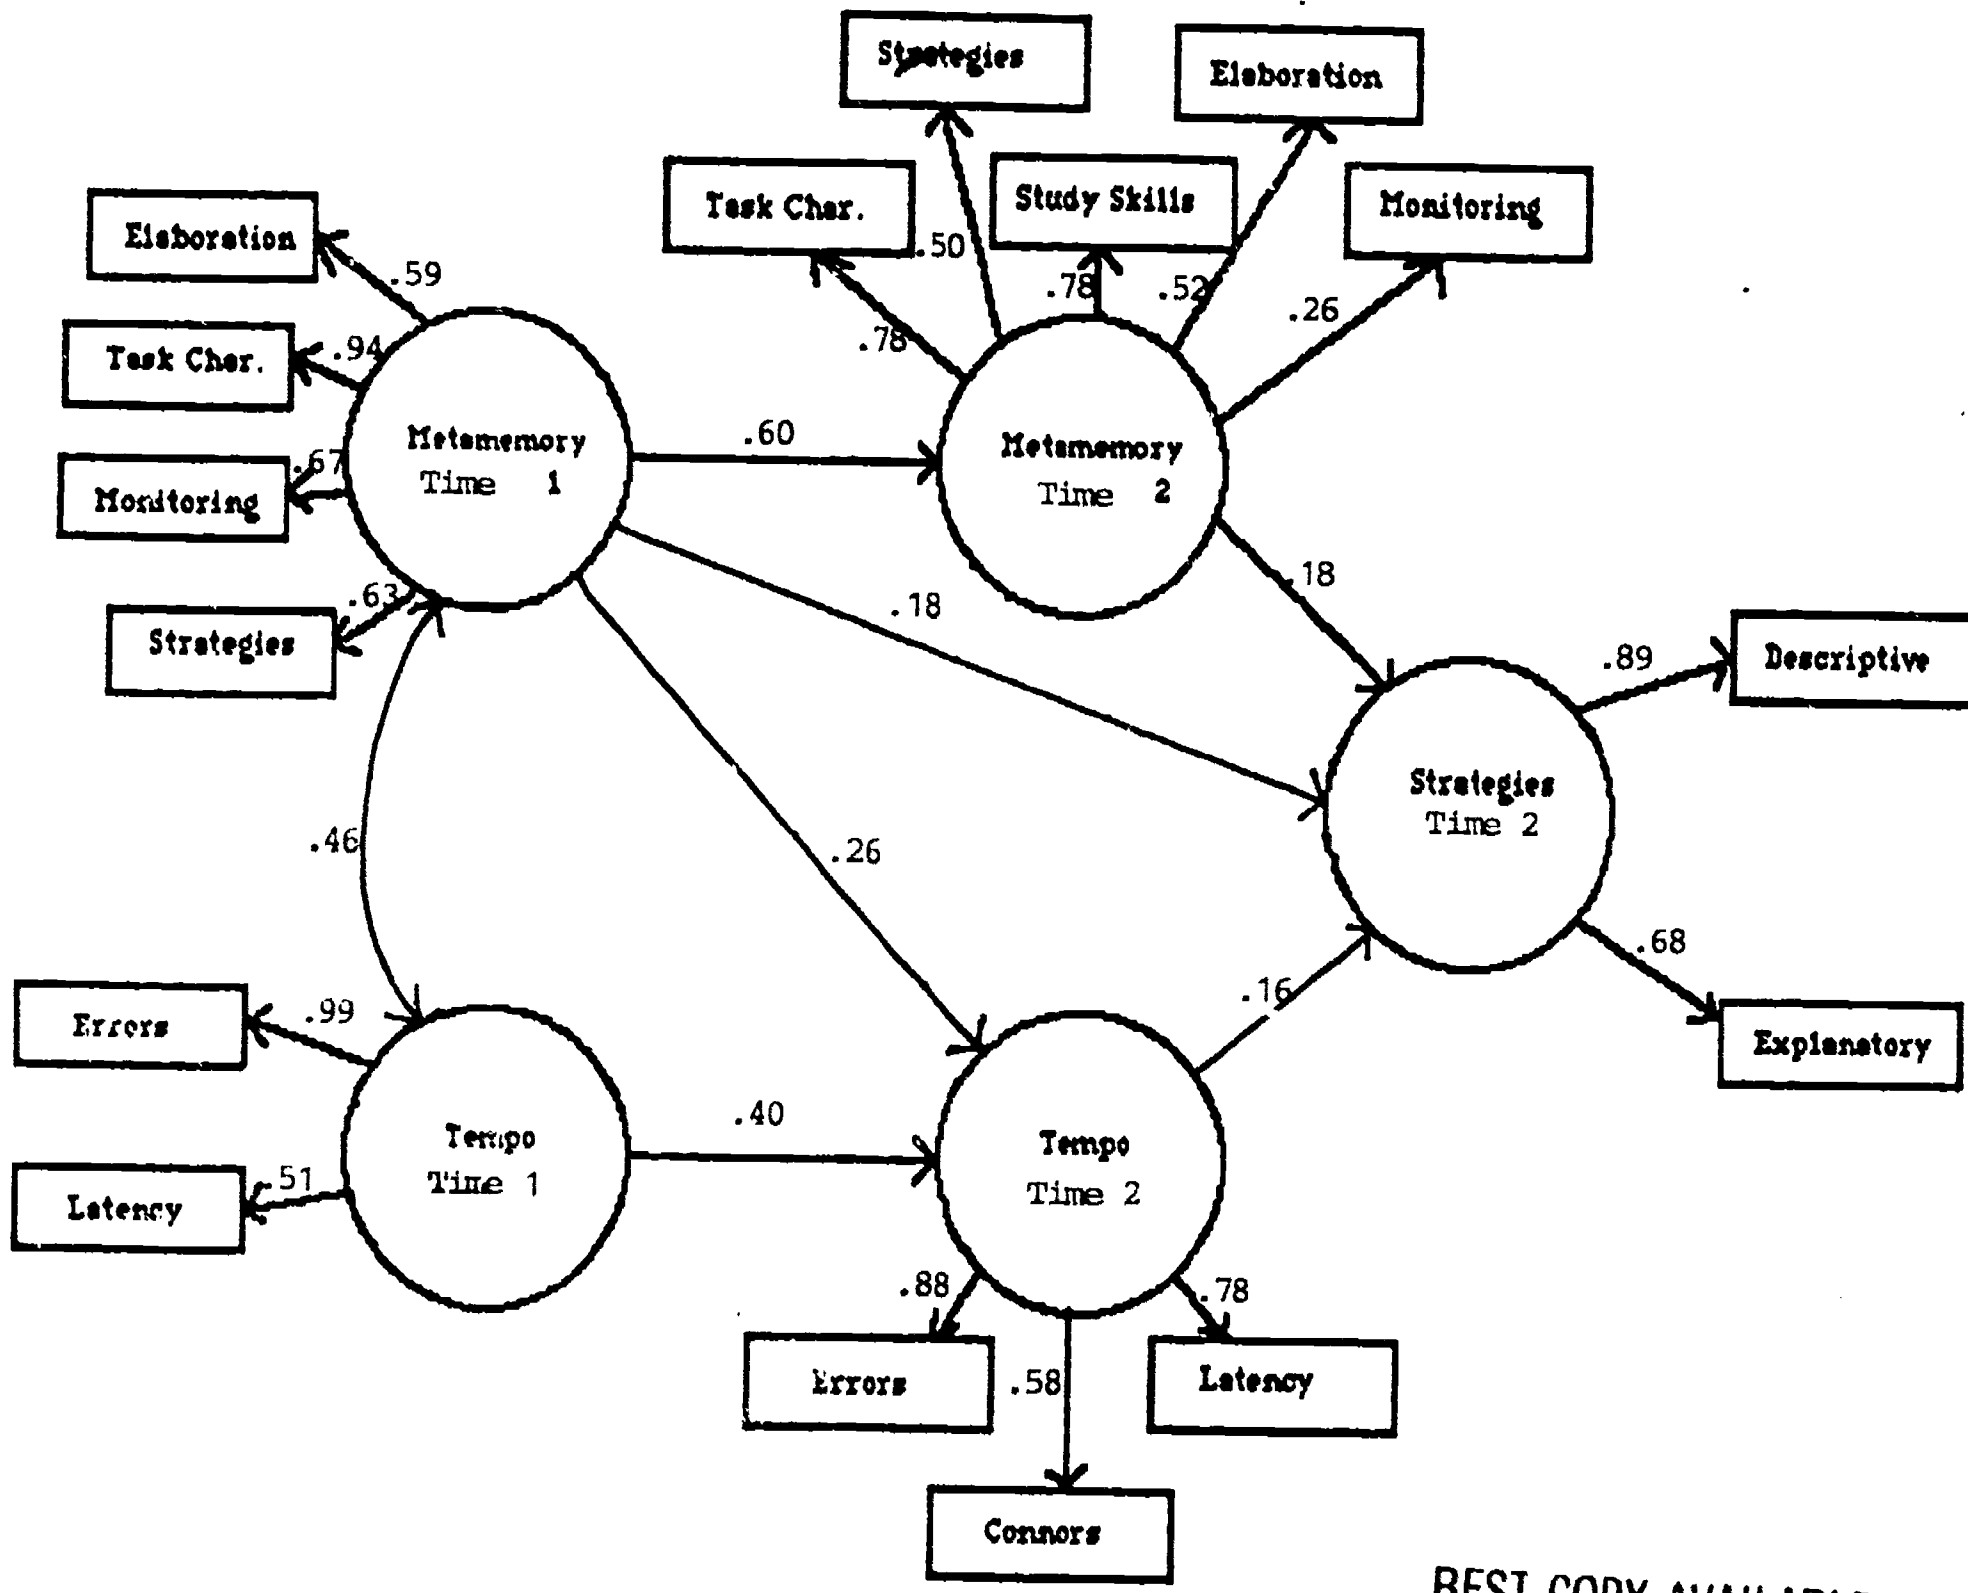 Strategies
Elaboration
Task Char.
Study Skills
Monitoring
Elaboration
.59
.50
.78
.52
.26
.78
Task Char.
.94
Metamemory
Time 1
.60
Metamemory
Time 2
.67
Monitoring
.63
Strategies
.18
.18
.89
Descriptive
Strategies
Time 2
.46
.26
.68
Explanatory
.16
Errors
.99
Tempo
Time 1
.40
Tempo
Time 2
.51
Latency
.88
.78
Errors
.58
Latency
Connors
BEST COPY